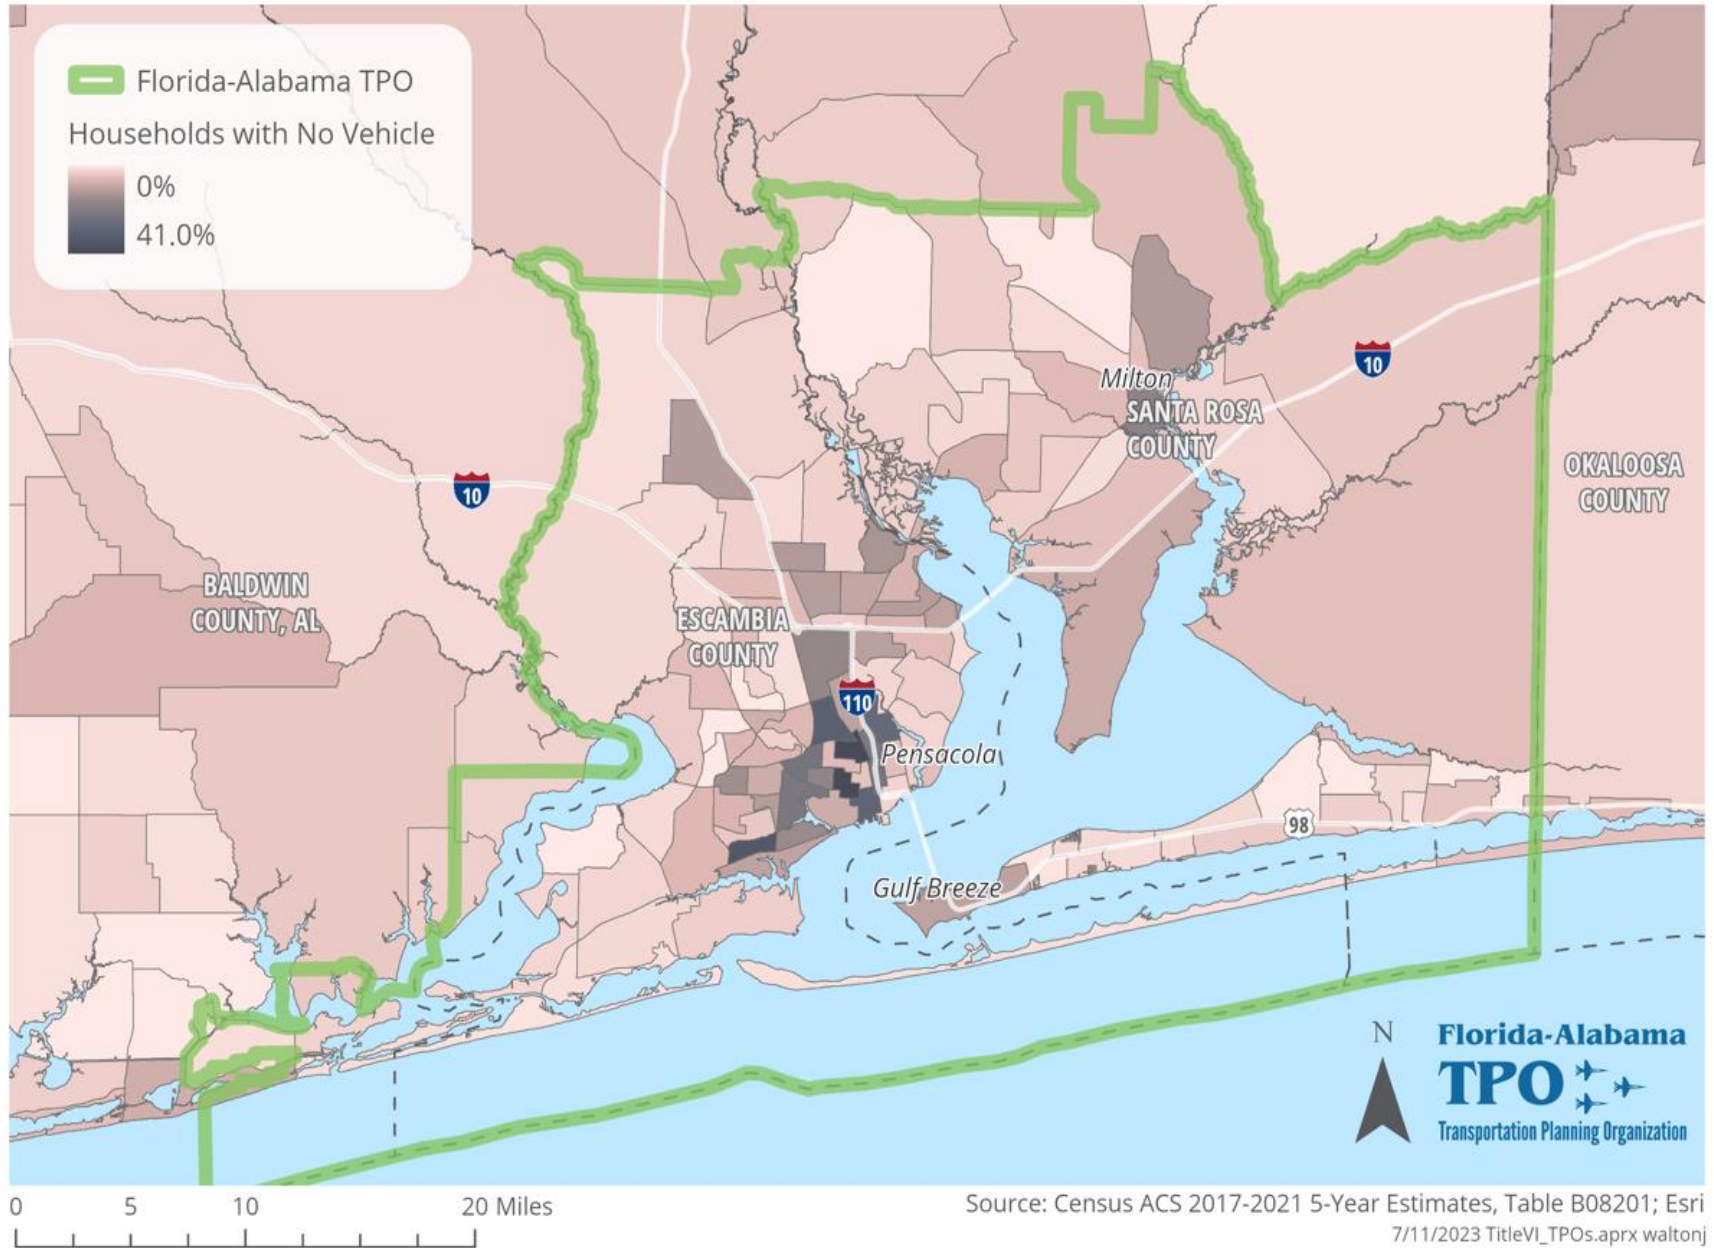 Florida-Alabama TPO
Households with No Vehicle
0%
41.0%
10
Milton
SANTA ROSA
COUNTY
10
OKALOOSA
COUNTY
BALDWIN
COUNTY, AL
ESCAMBIA
COUNTY
110
Pensacola
98
Gulf Breeze
N
Florida-Alabama
TPO
Transportation Planning Organization
0 5 10 20 Miles
Source: Census ACS 2017-2021 5-Year Estimates, Table B08201; Esri
7/11/2023 TitleVI_TPOs.aprx waltonj